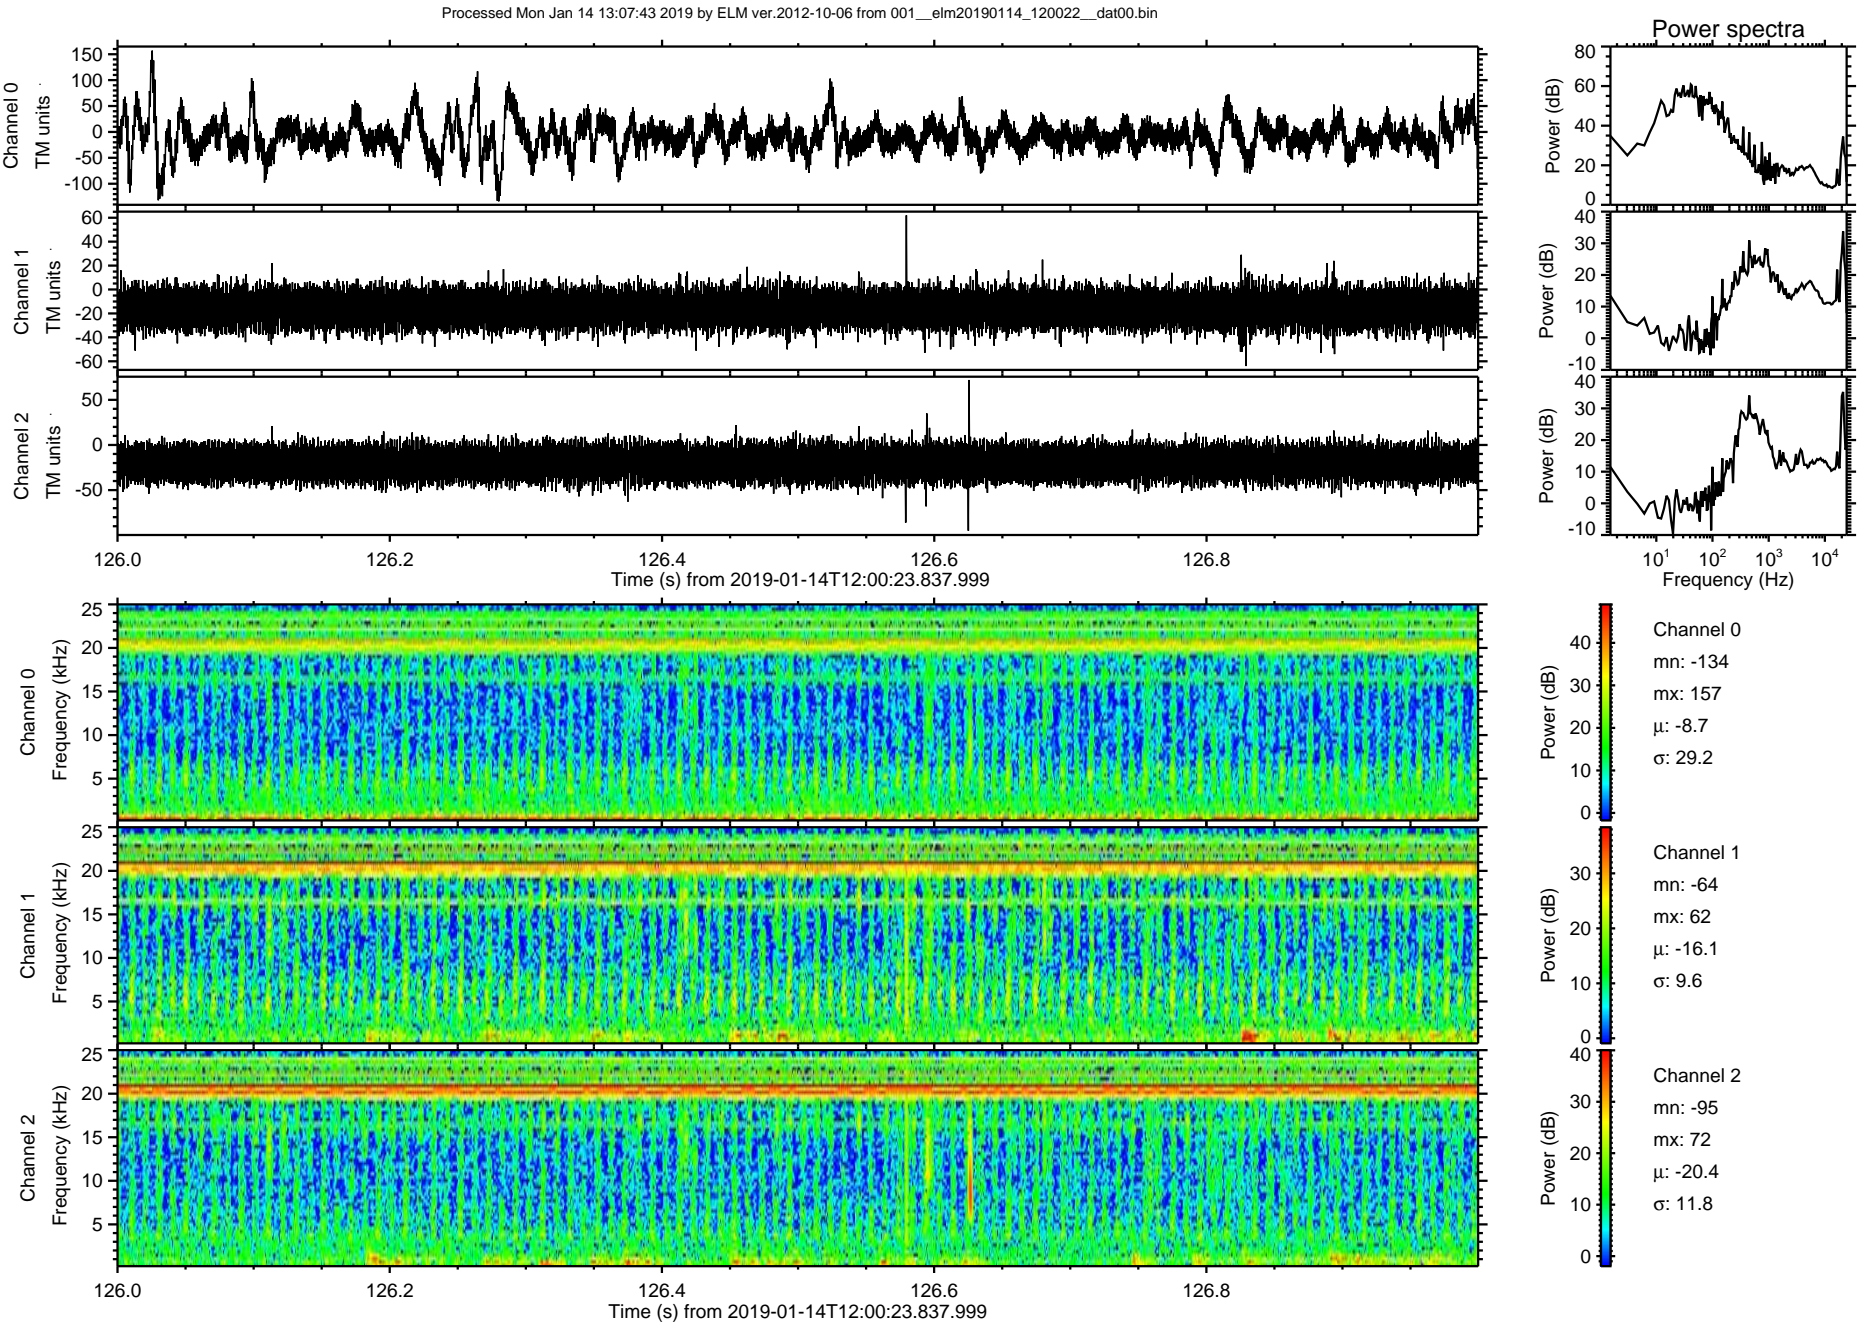 Processed Mon Jan 14 13:07:43 2019 by ELM ver.2012-10-06 from 001__elm20190114_120022__dat00.bin
Power spectra
Channel 0
TM units
150
100
50
0
-50
-100
Power (dB)
80
60
40
20
0
Channel 1
TM units
60
40
20
0
-20
-40
-60
Power (dB)
40
30
20
10
0
-10
Channel 2
TM units
50
0
-50
Power (dB)
40
30
20
10
0
-10
126.0 126.2 126.4 126.6 126.8
Time (s) from 2019-01-14T12:00:23.837.999
10¹ 10² 10³ 10⁴
Frequency (Hz)
Channel 0
Frequency (kHz)
25
20
15
10
5
Power (dB)
40
30
20
10
0
Channel 0
mn: -134
mx: 157
μ: -8.7
σ: 29.2
Channel 1
Frequency (kHz)
25
20
15
10
5
Power (dB)
30
20
10
0
Channel 1
mn: -64
mx: 62
μ: -16.1
σ: 9.6
Channel 2
Frequency (kHz)
25
20
15
10
5
Power (dB)
40
30
20
10
0
Channel 2
mn: -95
mx: 72
μ: -20.4
σ: 11.8
126.0 126.2 126.4 126.6 126.8
Time (s) from 2019-01-14T12:00:23.837.999